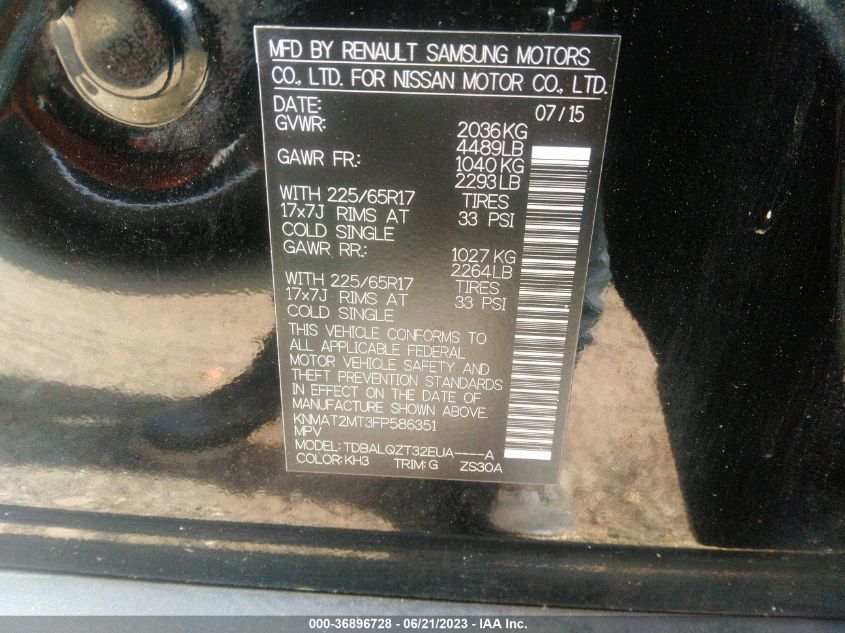 MFD BY RENAULT SAMSUNG MOTORS
CO., LTD. FOR NISSAN MOTOR CO., LTD.
DATE: 07/15
GVWR: 2036KG
4489LB
GAWR FR.: 1040KG
2293LB
WITH 225/65R17 TIRES
17x7J RIMS AT 33 PSI
COLD SINGLE
GAWR RR.: 1027KG
2264LB
WITH 225/65R17 TIRES
17x7J RIMS AT 33 PSI
COLD SINGLE
THIS VEHICLE CONFORMS TO
ALL APPLICABLE FEDERAL
MOTOR VEHICLE SAFETY AND
THEFT PREVENTION STANDARDS
IN EFFECT ON THE DATE OF
MANUFACTURE SHOWN ABOVE.
KNMAT2MT3FP586351
MPV
MODEL: TDBALQZT32EUA----A
COLOR: KH3 TRIM: G ZS30A
000-36896728 - 06/21/2023 - IAA Inc.